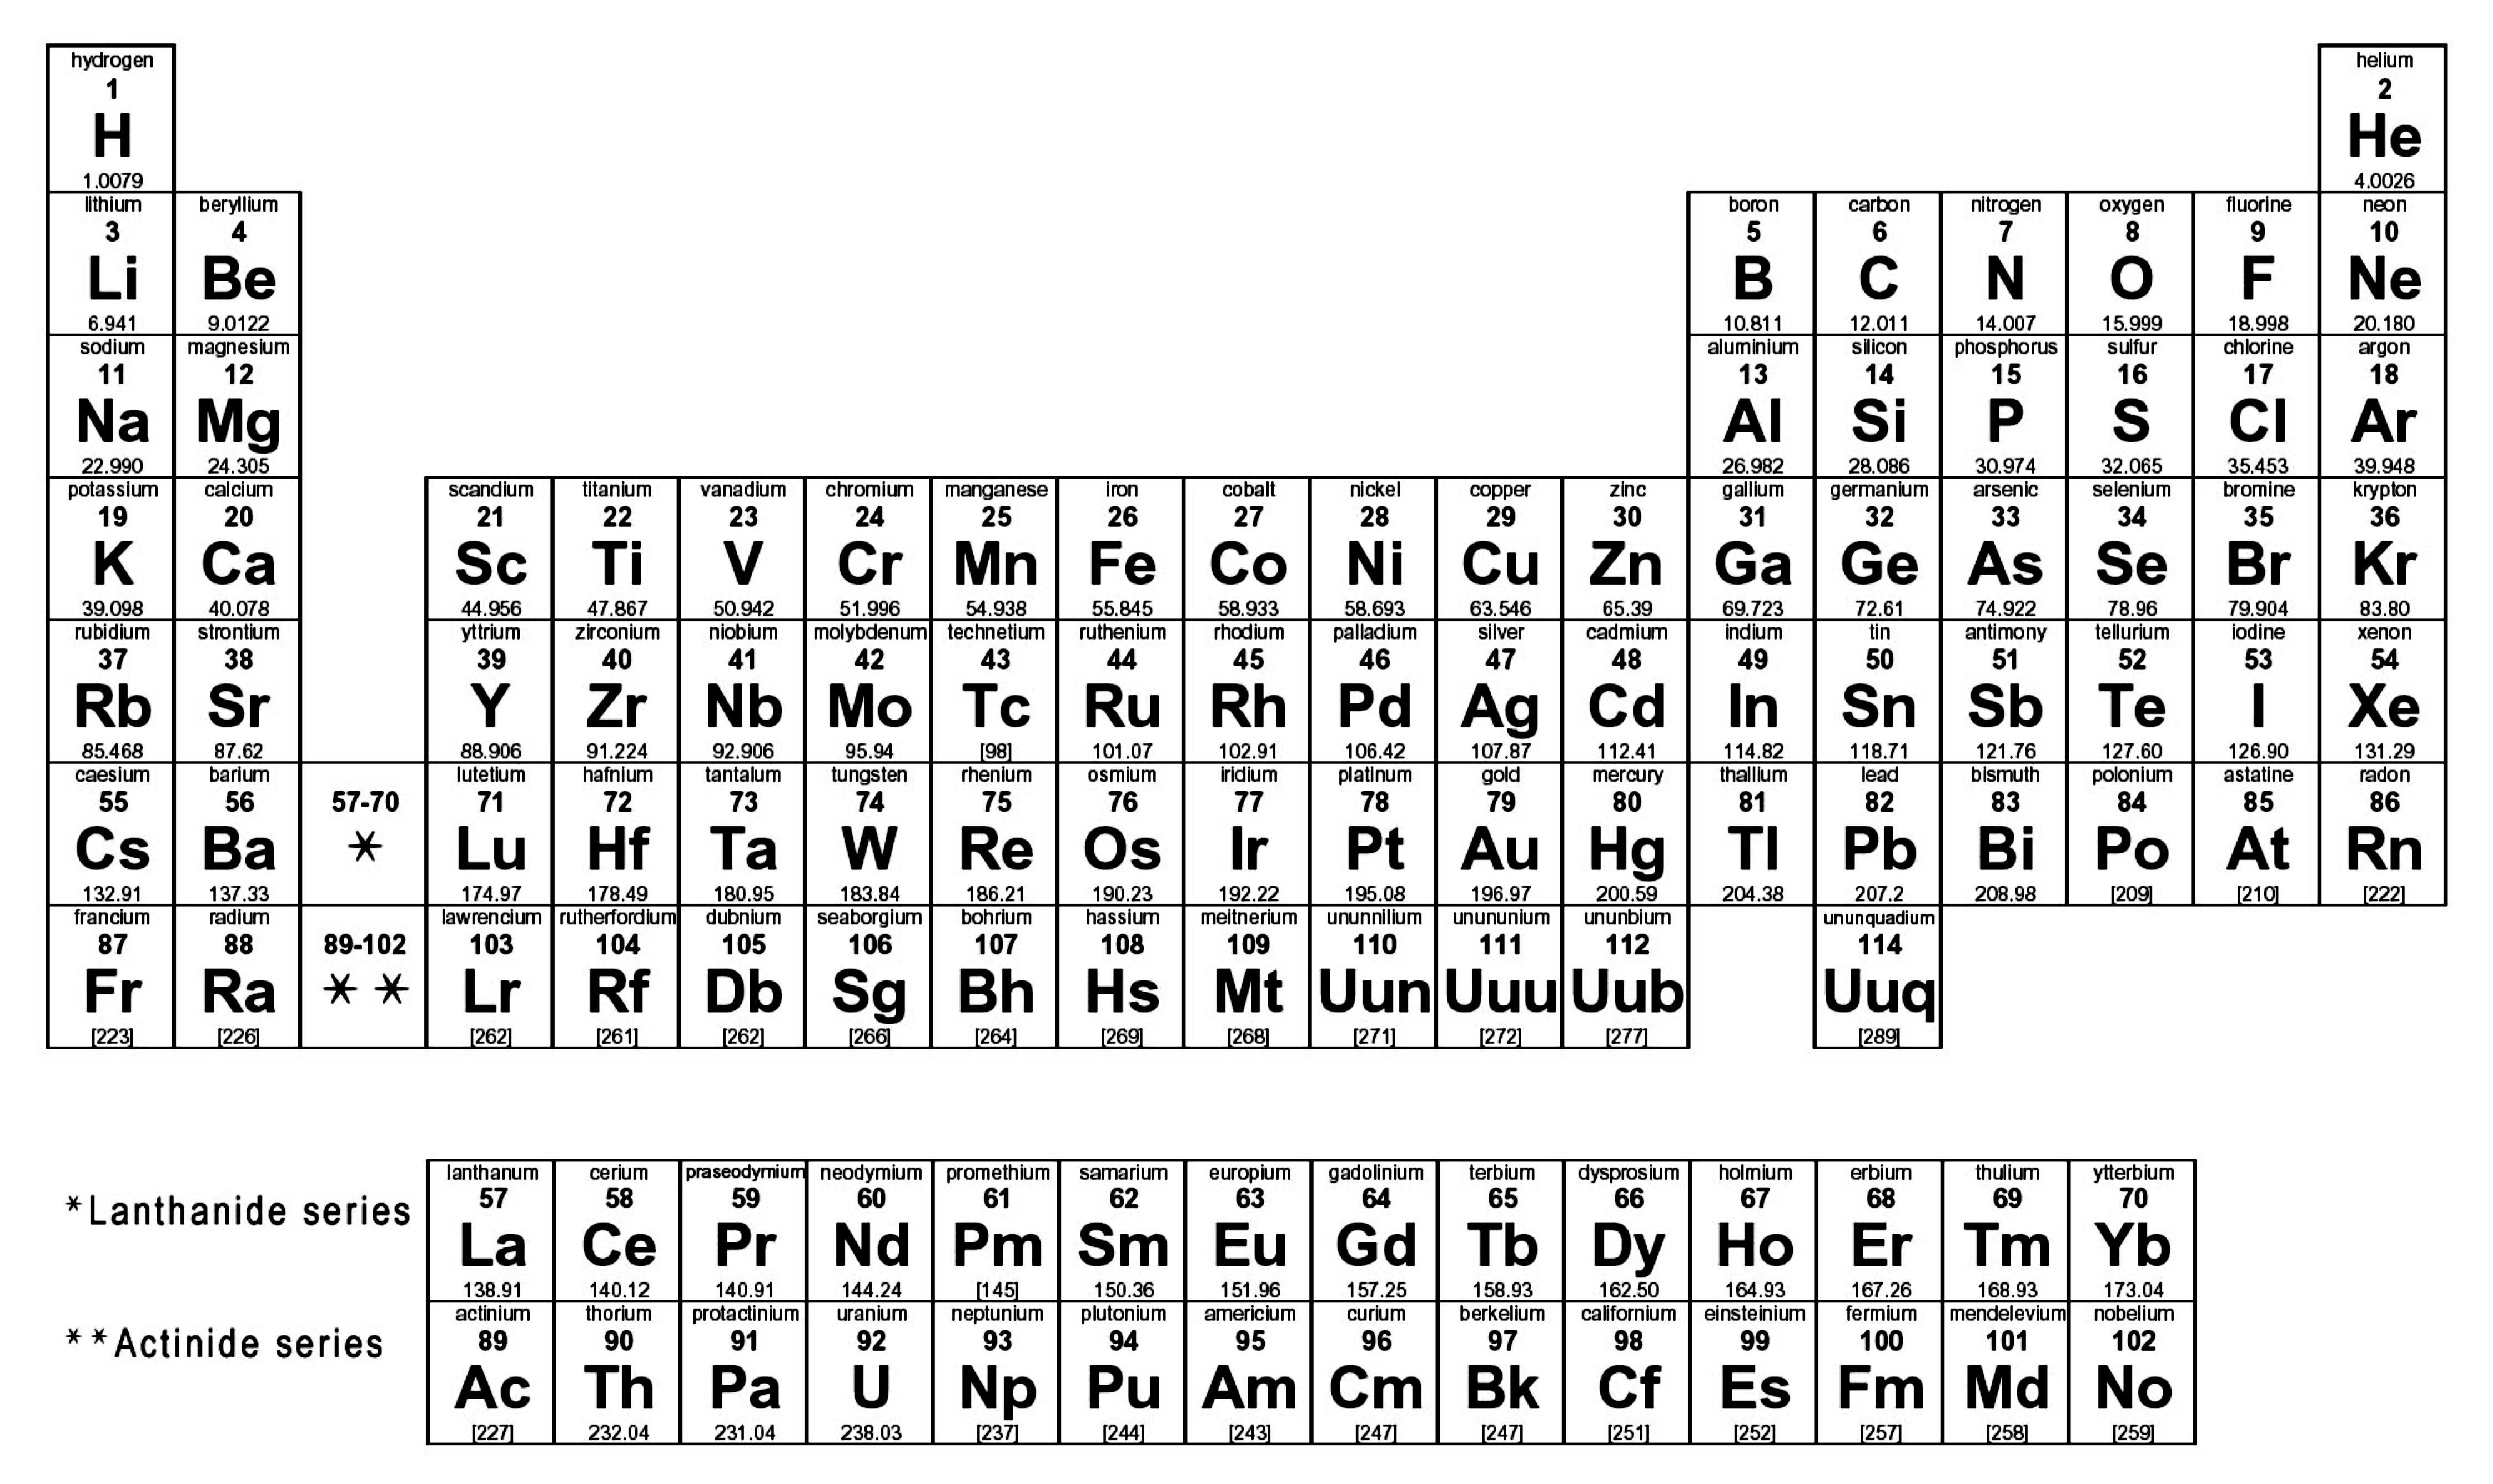 hydrogen helium
1 2
H He
1.0079 4.0026
lithium beryllium boron carbon nitrogen oxygen fluorine neon
3 4 5 6 7 8 9 10
Li Be B C N O F Ne
6.941 9.0122 10.811 12.011 14.007 15.999 18.998 20.180
sodium magnesium aluminium silicon phosphorus sulfur chlorine argon
11 12 13 14 15 16 17 18
Na Mg Al Si P S Cl Ar
22.990 24.305 26.982 28.086 30.974 32.065 35.453 39.948
potassium calcium scandium titanium vanadium chromium manganese iron cobalt nickel copper zinc gallium germanium arsenic selenium bromine krypton
19 20 21 22 23 24 25 26 27 28 29 30 31 32 33 34 35 36
K Ca Sc Ti V Cr Mn Fe Co Ni Cu Zn Ga Ge As Se Br Kr
39.098 40.078 44.956 47.867 50.942 51.996 54.938 55.845 58.933 58.693 63.546 65.39 69.723 72.61 74.922 78.96 79.904 83.80
rubidium strontium yttrium zirconium niobium molybdenum technetium ruthenium rhodium palladium silver cadmium indium tin antimony tellurium iodine xenon
37 38 39 40 41 42 43 44 45 46 47 48 49 50 51 52 53 54
Rb Sr Y Zr Nb Mo Tc Ru Rh Pd Ag Cd In Sn Sb Te I Xe
85.468 87.62 88.906 91.224 92.906 95.94 [98] 101.07 102.91 106.42 107.87 112.41 114.82 118.71 121.76 127.60 126.90 131.29
caesium barium lutetium hafnium tantalum tungsten rhenium osmium iridium platinum gold mercury thallium lead bismuth polonium astatine radon
55 56 57-70 71 72 73 74 75 76 77 78 79 80 81 82 83 84 85 86
Cs Ba * Lu Hf Ta W Re Os Ir Pt Au Hg Tl Pb Bi Po At Rn
132.91 137.33 174.97 178.49 180.95 183.84 186.21 190.23 192.22 195.08 196.97 200.59 204.38 207.2 208.98 [209] [210] [222]
francium radium lawrencium rutherfordium dubnium seaborgium bohrium hassium meitnerium ununnilium unununium ununbium ununquadium
87 88 89-102 103 104 105 106 107 108 109 110 111 112 114
Fr Ra * * Lr Rf Db Sg Bh Hs Mt Uun Uuu Uub Uuq
[223] [226] [262] [261] [262] [266] [264] [269] [268] [271] [272] [277] [289]
lanthanum cerium praseodymium neodymium promethium samarium europium gadolinium terbium dysprosium holmium erbium thulium ytterbium
57 58 59 60 61 62 63 64 65 66 67 68 69 70
*Lanthanide series La Ce Pr Nd Pm Sm Eu Gd Tb Dy Ho Er Tm Yb
138.91 140.12 140.91 144.24 [145] 150.36 151.96 157.25 158.93 162.50 164.93 167.26 168.93 173.04
actinium thorium protactinium uranium neptunium plutonium americium curium berkelium californium einsteinium fermium mendelevium nobelium
**Actinide series 89 90 91 92 93 94 95 96 97 98 99 100 101 102
Ac Th Pa U Np Pu Am Cm Bk Cf Es Fm Md No
[227] 232.04 231.04 238.03 [237] [244] [243] [247] [247] [251] [252] [257] [258] [259]